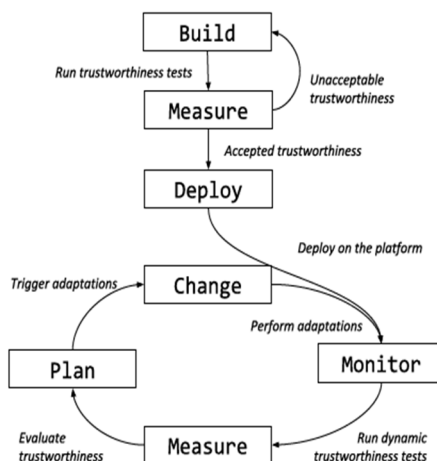 Build
Run trustworthiness tests
Unacceptable
trustworthiness
Measure
Accepted trustworthiness
Deploy
Deploy on the platform
Trigger adaptations
Change
Perform adaptations
Plan
Monitor
Evaluate
trustworthiness
Measure
Run dynamic
trustworthiness tests